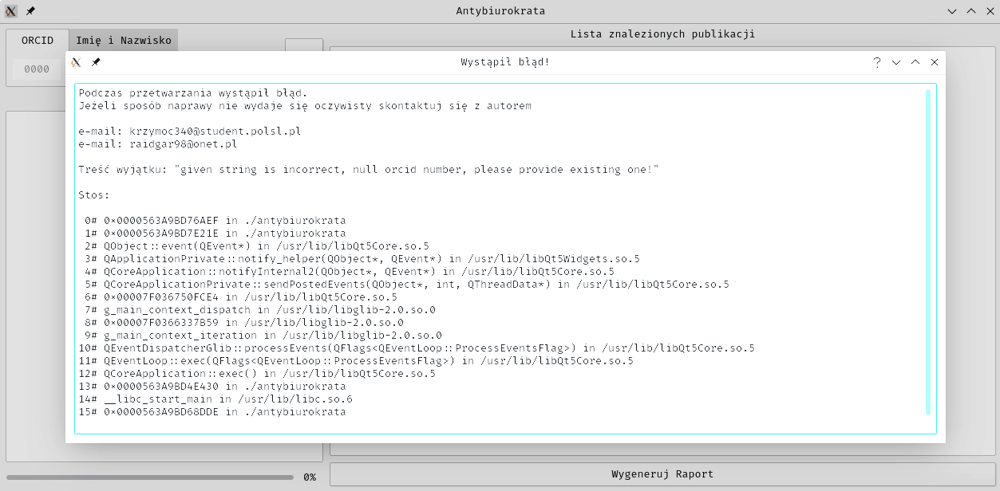 Antybiurokrata
ORCID
Imię i Nazwisko
0000
Lista znalezionych publikacji
Wystąpił błąd!
Podczas przetwarzania wystąpił błąd.
Jeżeli sposób naprawy nie wydaje się oczywisty skontaktuj się z autorem
e-mail: krzymoc340@student.polsl.pl
e-mail: raidgar98@onet.pl
Treść wyjątku: "given string is incorrect, null orcid number, please provide existing one!"
Stos:
0# 0x0000563A9BD76AEF in ./antybiurokrata
1# 0x0000563A9BD7E21E in ./antybiurokrata
2# QObject::event(QEvent*) in /usr/lib/libQt5Core.so.5
3# QApplicationPrivate::notify_helper(QObject*, QEvent*) in /usr/lib/libQt5Widgets.so.5
4# QCoreApplication::notifyInternal2(QObject*, QEvent*) in /usr/lib/libQt5Core.so.5
5# QCoreApplicationPrivate::sendPostedEvents(QObject*, int, QThreadData*) in /usr/lib/libQt5Core.so.5
6# 0x00007F036750FCE4 in /usr/lib/libQt5Core.so.5
7# g_main_context_dispatch in /usr/lib/libglib-2.0.so.0
8# 0x00007F0366337B59 in /usr/lib/libglib-2.0.so.0
9# g_main_context_iteration in /usr/lib/libglib-2.0.so.0
10# QEventDispatcherGlib::processEvents(QFlags<QEventLoop::ProcessEventsFlag>) in /usr/lib/libQt5Core.so.5
11# QEventLoop::exec(QFlags<QEventLoop::ProcessEventsFlag>) in /usr/lib/libQt5Core.so.5
12# QCoreApplication::exec() in /usr/lib/libQt5Core.so.5
13# 0x0000563A9BD4E430 in ./antybiurokrata
14# __libc_start_main in /usr/lib/libc.so.6
15# 0x0000563A9BD68DDE in ./antybiurokrata
0%
Wygeneruj Raport